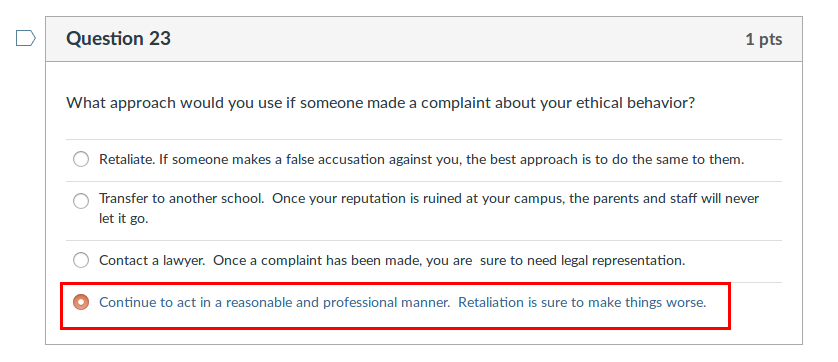 Question 23
1 pts
What approach would you use if someone made a complaint about your ethical behavior?
Retaliate. If someone makes a false accusation against you, the best approach is to do the same to them.
Transfer to another school.  Once your reputation is ruined at your campus, the parents and staff will never
let it go.
Contact a lawyer.  Once a complaint has been made, you are  sure to need legal representation.
Continue to act in a reasonable and professional manner.  Retaliation is sure to make things worse.